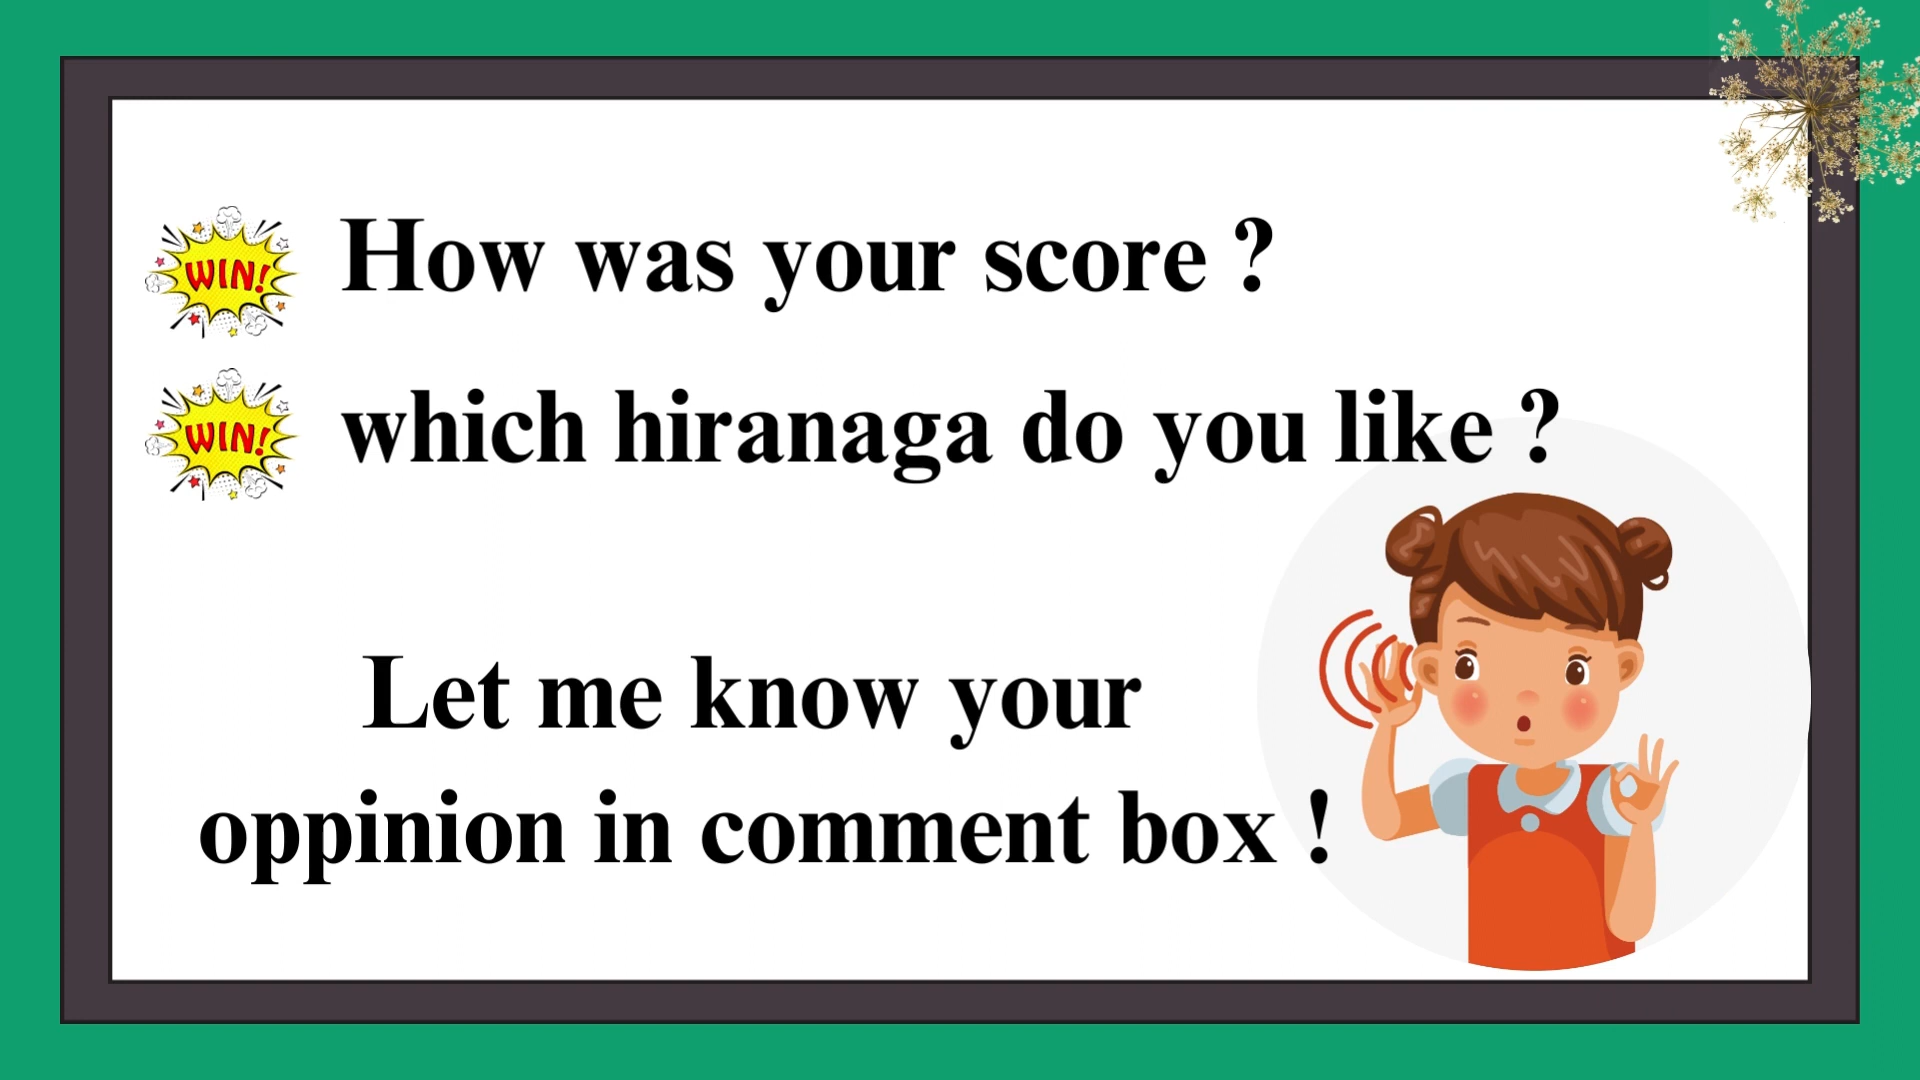 WIN! How was your score ?
WIN! which hiranaga do you like ?
Let me know your
oppinion in comment box !